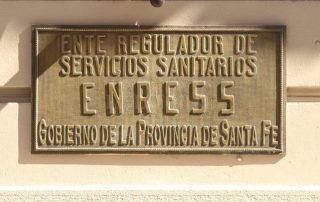 ENTE REGULADOR DE
SERVICIOS SANITARIOS
ENRESS
GOBIERNO DE LA PROVINCIA DE SANTA FE